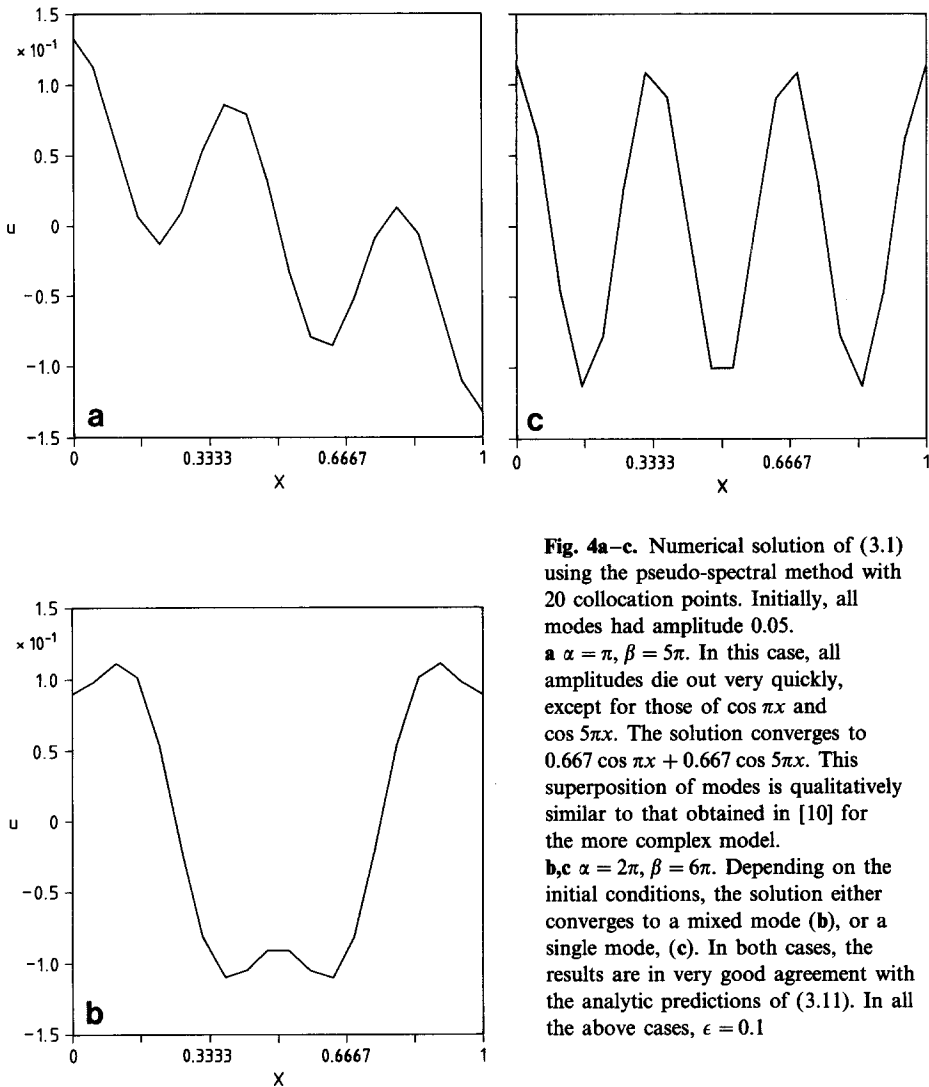 1.5
× 10⁻¹
1.0
0.5
0
u
−0.5
−1.0
−1.5
a
0 0.3333 0.6667 1
X
c
0 0.3333 0.6667 1
X
1.5
× 10⁻¹
1.0
0.5
0
u
−0.5
−1.0
−1.5
b
0 0.3333 0.6667 1
X
Fig. 4a–c. Numerical solution of (3.1)
using the pseudo-spectral method with
20 collocation points. Initially, all
modes had amplitude 0.05.
a α = π, β = 5π. In this case, all
amplitudes die out very quickly,
except for those of cos πx and
cos 5πx. The solution converges to
0.667 cos πx + 0.667 cos 5πx. This
superposition of modes is qualitatively
similar to that obtained in [10] for
the more complex model.
b,c α = 2π, β = 6π. Depending on the
initial conditions, the solution either
converges to a mixed mode (b), or a
single mode, (c). In both cases, the
results are in very good agreement with
the analytic predictions of (3.11). In all
the above cases, ϵ = 0.1